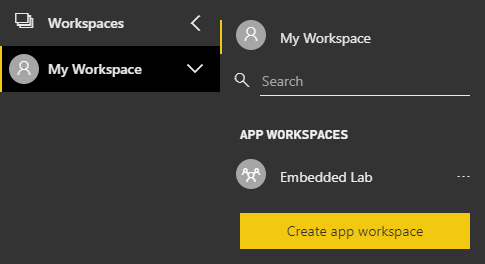 Workspaces
My Workspace
My Workspace
Search
APP WORKSPACES
Embedded Lab
Create app workspace